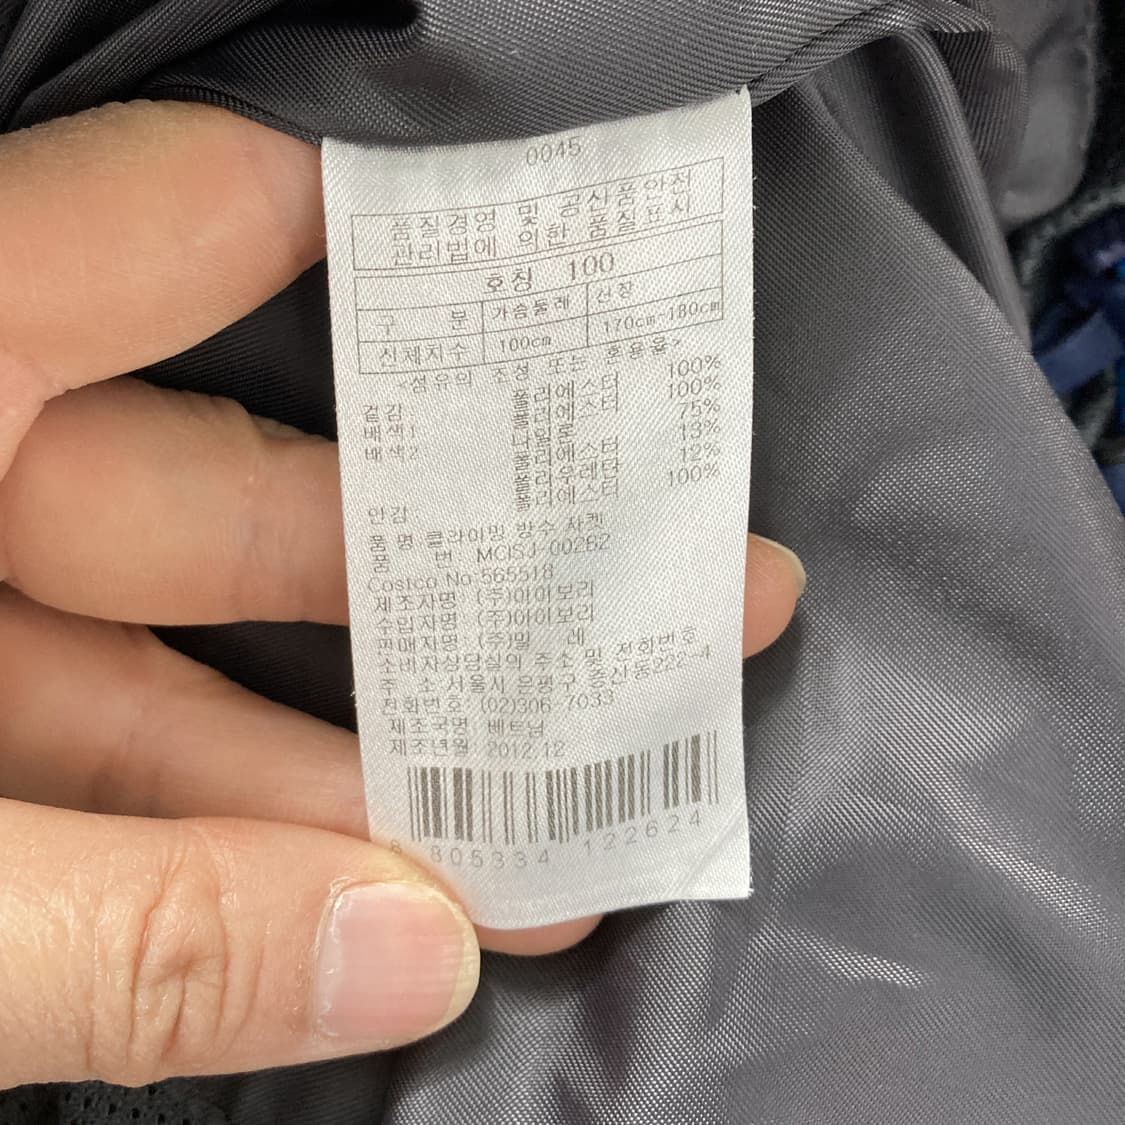 0045
품질경영 및 공산품안전
관리법에 의한 품질표시
호칭 100
구 분 가슴둘레 신장
신체치수 100cm 170cm-180cm
<섬유의 조성 또는 혼용율>
겉감: 폴리에스터 100%
배색1 폴리에스터 100%
배색2 나일론 75%
폴리에스터 13%
폴리우레탄 12%
안감 폴리에스터 100%
품 명 클라이밍 방수 자켓
품 번 MCISJ-00262
Costco No:565518
제조자명: (주)아이보리
수입자명: (주)아이보리
판매자명: (주)밀 레
소비자상담실의 주소 및 전화번호
주 소 서울시 은평구 증산동222-4
전화번호: (02)306 7033
제조국명: 베트남
제조년월: 2012.12
8 805334 122624